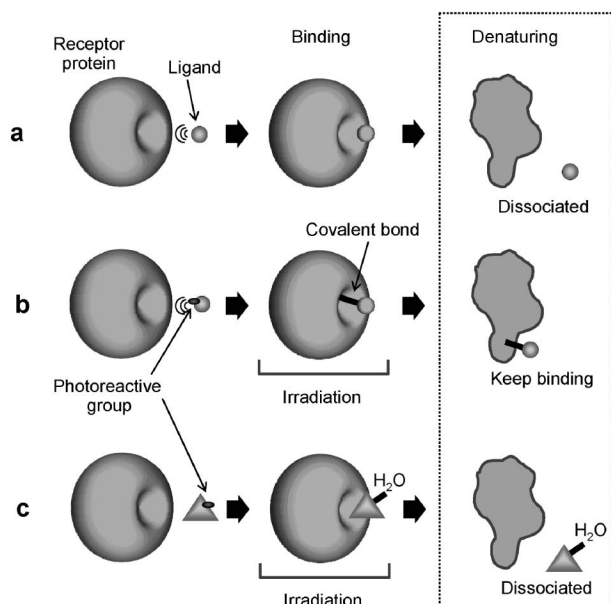 Receptor
protein
Ligand
Binding
Denaturing
a
Dissociated
Covalent bond
b
Keep binding
Photoreactive
group
Irradiation
H₂O
H₂O
c
Dissociated
Irradiation